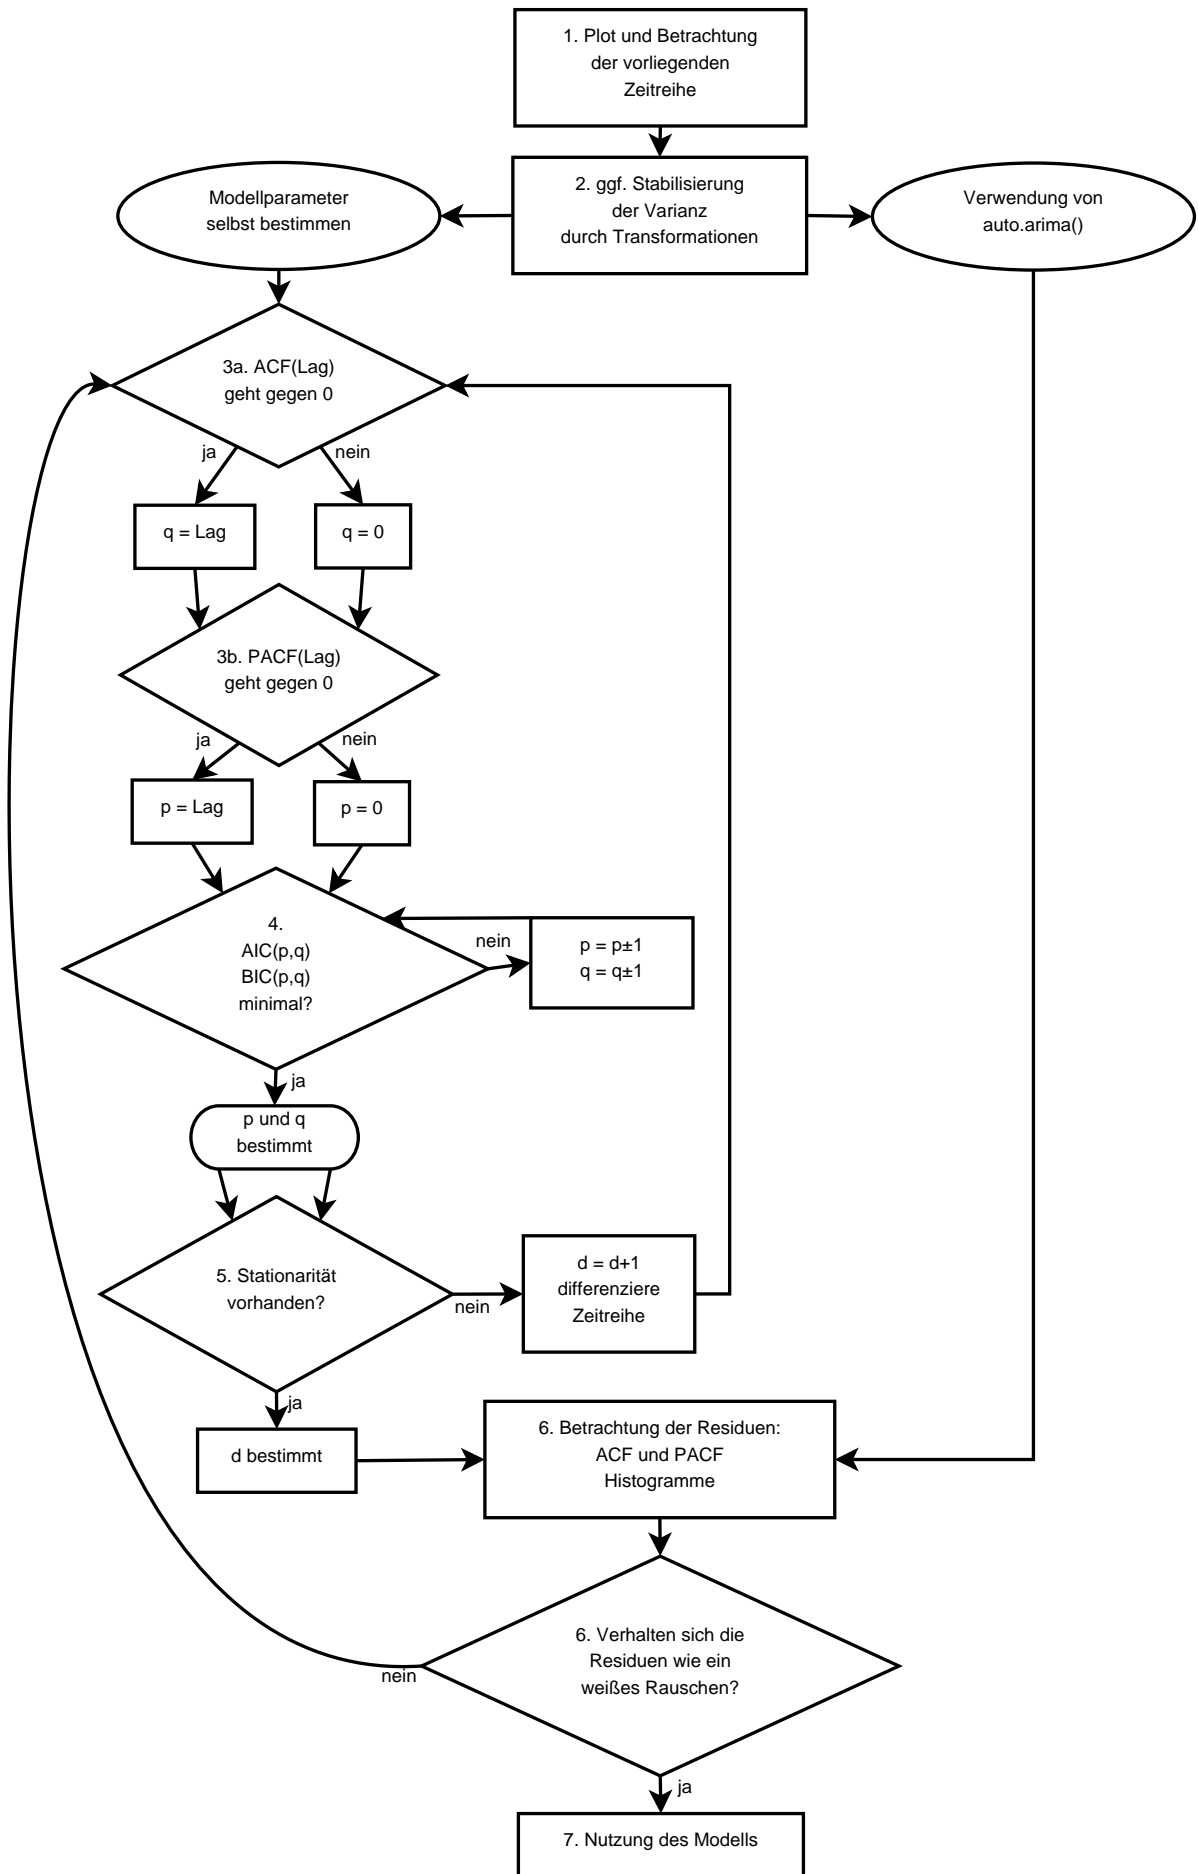 1. Plot und Betrachtung
der vorliegenden
Zeitreihe
2. ggf. Stabilisierung
der Varianz
durch Transformationen
Modellparameter
selbst bestimmen
Verwendung von
auto.arima()
3a. ACF(Lag)
geht gegen 0
ja
nein
q = Lag
q = 0
3b. PACF(Lag)
geht gegen 0
ja
nein
p = Lag
p = 0
4.
AIC(p,q)
BIC(p,q)
minimal?
nein
p = p±1
q = q±1
ja
p und q
bestimmt
5. Stationarität
vorhanden?
nein
d = d+1
differenziere
Zeitreihe
ja
d bestimmt
6. Betrachtung der Residuen:
ACF und PACF
Histogramme
6. Verhalten sich die
Residuen wie ein
weißes Rauschen?
nein
ja
7. Nutzung des Modells